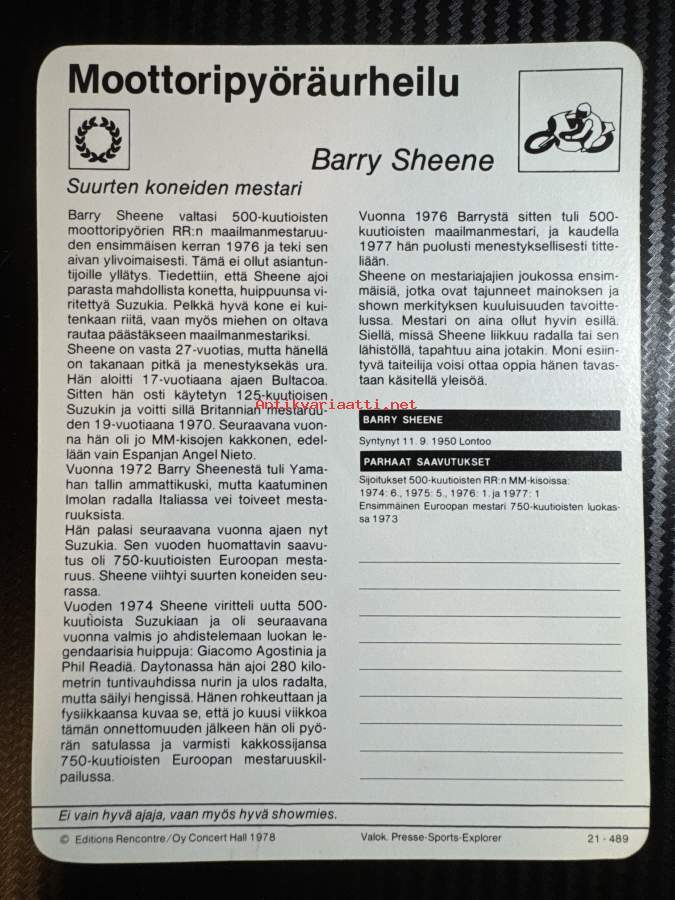 Moottoripyöräurheilu
Barry Sheene
Suurten koneiden mestari
Barry Sheene valtasi 500-kuutioisten
moottoripyörien RR:n maailmanmestaruu-
den ensimmäisen kerran 1976 ja teki sen
aivan ylivoimaisesti. Tämä ei ollut asiantun-
tijoille yllätys. Tiedettiin, että Sheene ajoi
parasta mahdollista konetta, huippuunsa vi-
ritettyä Suzukia. Pelkkä hyvä kone ei kui-
tenkaan riitä, vaan myös miehen on oltava
rautaa päästäkseen maailmanmestariksi.
Sheene on vasta 27-vuotias, mutta hänellä
on takanaan pitkä ja menestyksekäs ura.
Hän aloitti 17-vuotiaana ajaen Bultacoa.
Sitten hän osti käytetyn 125-kuutioisen
Suzukin ja voitti sillä Britannian mestaruu-
den 19-vuotiaana 1970. Seuraavana vuon-
na hän oli jo MM-kisojen kakkonen, edel-
lään vain Espanjan Angel Nieto.
Vuonna 1972 Barry Sheenestä tuli Yama-
han tallin ammattikuski, mutta kaatuminen
Imolan radalla Italiassa vei toiveet mesta-
ruuksista.
Hän palasi seuraavana vuonna ajaen nyt
Suzukia. Sen vuoden huomattavin saavu-
tus oli 750-kuutioisten Euroopan mesta-
ruus. Sheene viihtyi suurten koneiden seu-
rassa.
Vuoden 1974 Sheene viritteli uutta 500-
kuutioista Suzukiaan ja oli seuraavana
vuonna valmis jo ahdistelemaan luokan le-
gendaarisia huippuja: Giacomo Agostinia ja
Phil Readiä. Daytonassa hän ajoi 280 kilo-
metrin tuntivauhdissa nurin ja ulos radalta,
mutta säilyi hengissä. Hänen rohkeuttaan ja
fysiikkaansa kuvaa se, että jo kuusi viikkoa
tämän onnettomuuden jälkeen hän oli pyö-
rän satulassa ja varmisti kakkossijansa
750-kuutioisten Euroopan mestaruuskil-
pailussa.
Vuonna 1976 Barrystä sitten tuli 500-
kuutioisten maailmanmestari, ja kaudella
1977 hän puolusti menestyksellisesti titte-
liään.
Sheene on mestariajajien joukossa ensim-
mäisiä, jotka ovat tajunneet mainoksen ja
shown merkityksen kuuluisuuden tavoitte-
lussa. Mestari on aina ollut hyvin esillä.
Siellä, missä Sheene liikkuu radalla tai sen
lähistöllä, tapahtuu aina jotakin. Moni esiin-
tyvä taiteilija voisi ottaa oppia hänen tavas-
taan käsitellä yleisöä.
Antikvariaatti.net
BARRY SHEENE
Syntynyt 11. 9. 1950 Lontoo
PARHAAT SAAVUTUKSET
Sijoitukset 500-kuutioisten RR:n MM-kisoissa:
1974: 6., 1975: 5., 1976: 1. ja 1977: 1
Ensimmäinen Euroopan mestari 750-kuutioisten luokas-
sa 1973
Ei vain hyvä ajaja, vaan myös hyvä showmies.
© Editions Rencontre/Oy Concert Hall 1978
Valok. Presse-Sports-Explorer
21 - 489